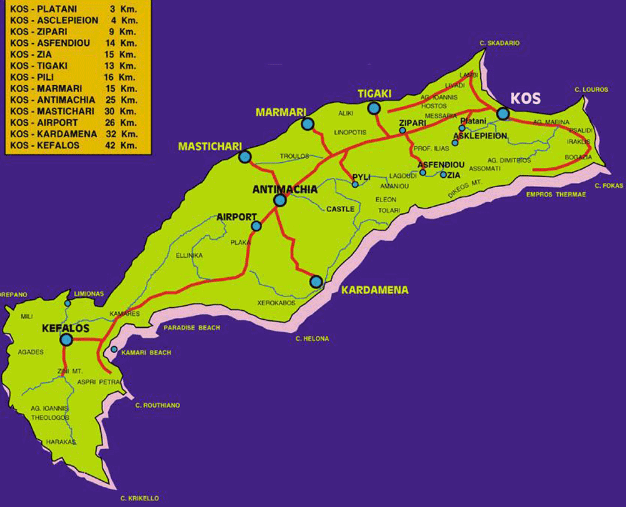 KOS - PLATANI 3 Km.
KOS - ASCLEPIEION 4 Km.
KOS - ZIPARI 9 Km.
KOS - ASFENDIOU 14 Km.
KOS - ZIA 15 Km.
KOS - TIGAKI 13 Km.
KOS - PILI 16 Km.
KOS - MARMARI 15 Km.
KOS - ANTIMACHIA 25 Km.
KOS - MASTICHARI 30 Km.
KOS - AIRPORT 26 Km.
KOS - KARDAMENA 32 Km.
KOS - KEFALOS 42 Km.
C. SKADARIO
LAMBI
LIVADI
C. LOUROS
TIGAKI
AG. IOANNIS
HOSTOS
KOS
MARMARI
ALIKI
MESSARIA
ZIPARI
Platani
AG. MARINA
PSALIDI
LINOPOTIS
ASKLEPIEION
IRAKLIS
MASTICHARI
PROF. ILIAS
TROULOS
AG. DIMITRIOS
BOGAZIA
ASFENDIOU
ASSOMATI
PYLI
LAGOUDI
ZIA
C. FOKAS
AMANIOU
DIKEOS MT.
ANTIMACHIA
EMPROS THERMAE
ELEON
CASTLE
TOLARI
AIRPORT
PLAKA
ELLINIKA
KARDAMENA
OREPANO
LIMIONAS
XEROKABOS
MILI
KAMARES
KEFALOS
PARADISE BEACH
C. HELONA
AGADES
KAMARI BEACH
ZINI MT.
ASPRI PETRA
C. ROUTHIANO
AG. IOANNIS
THEOLOGOS
HARAKAS
C. KRIKELLO